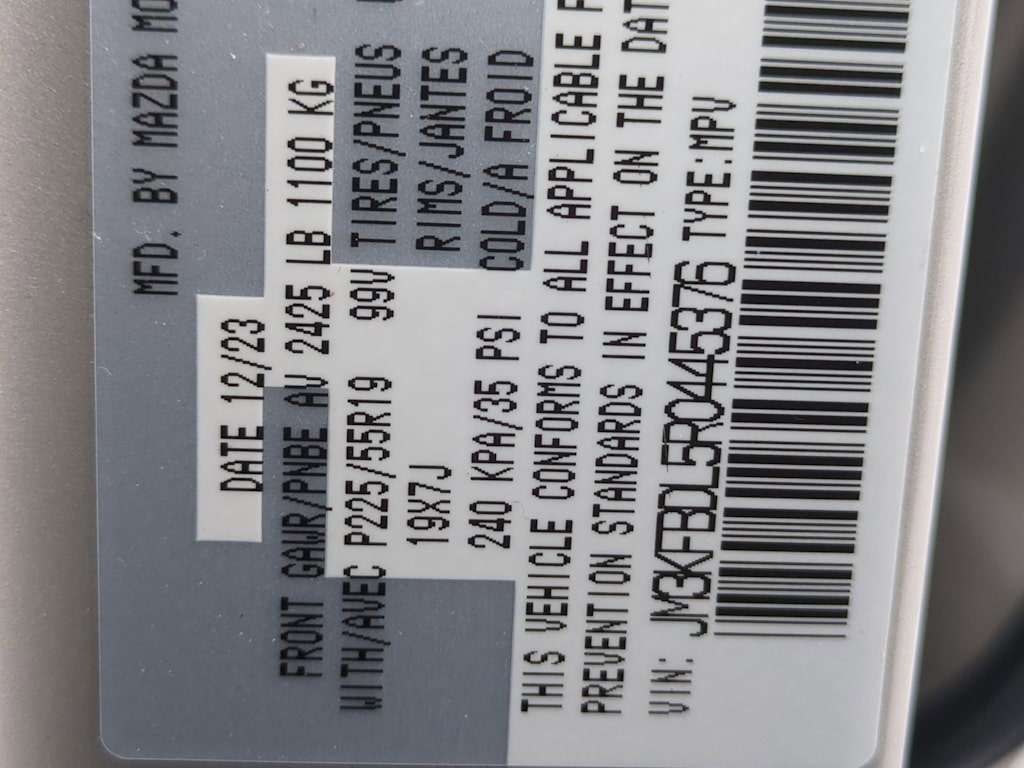 MFD. BY MAZDA MO
DATE 12/23
FRONT GAWR/PNBE AV 2425 LB 1100 KG
WITH/AVEC P225/55R19 99V TIRES/PNEUS
19X7J RIMS/JANTES
240 KPA/35 PSI COLD/A FROID
THIS VEHICLE CONFORMS TO ALL APPLICABLE F
PREVENTION STANDARDS IN EFFECT ON THE DAT
VIN: JM3KFBDL5R0445376 TYPE:MPV